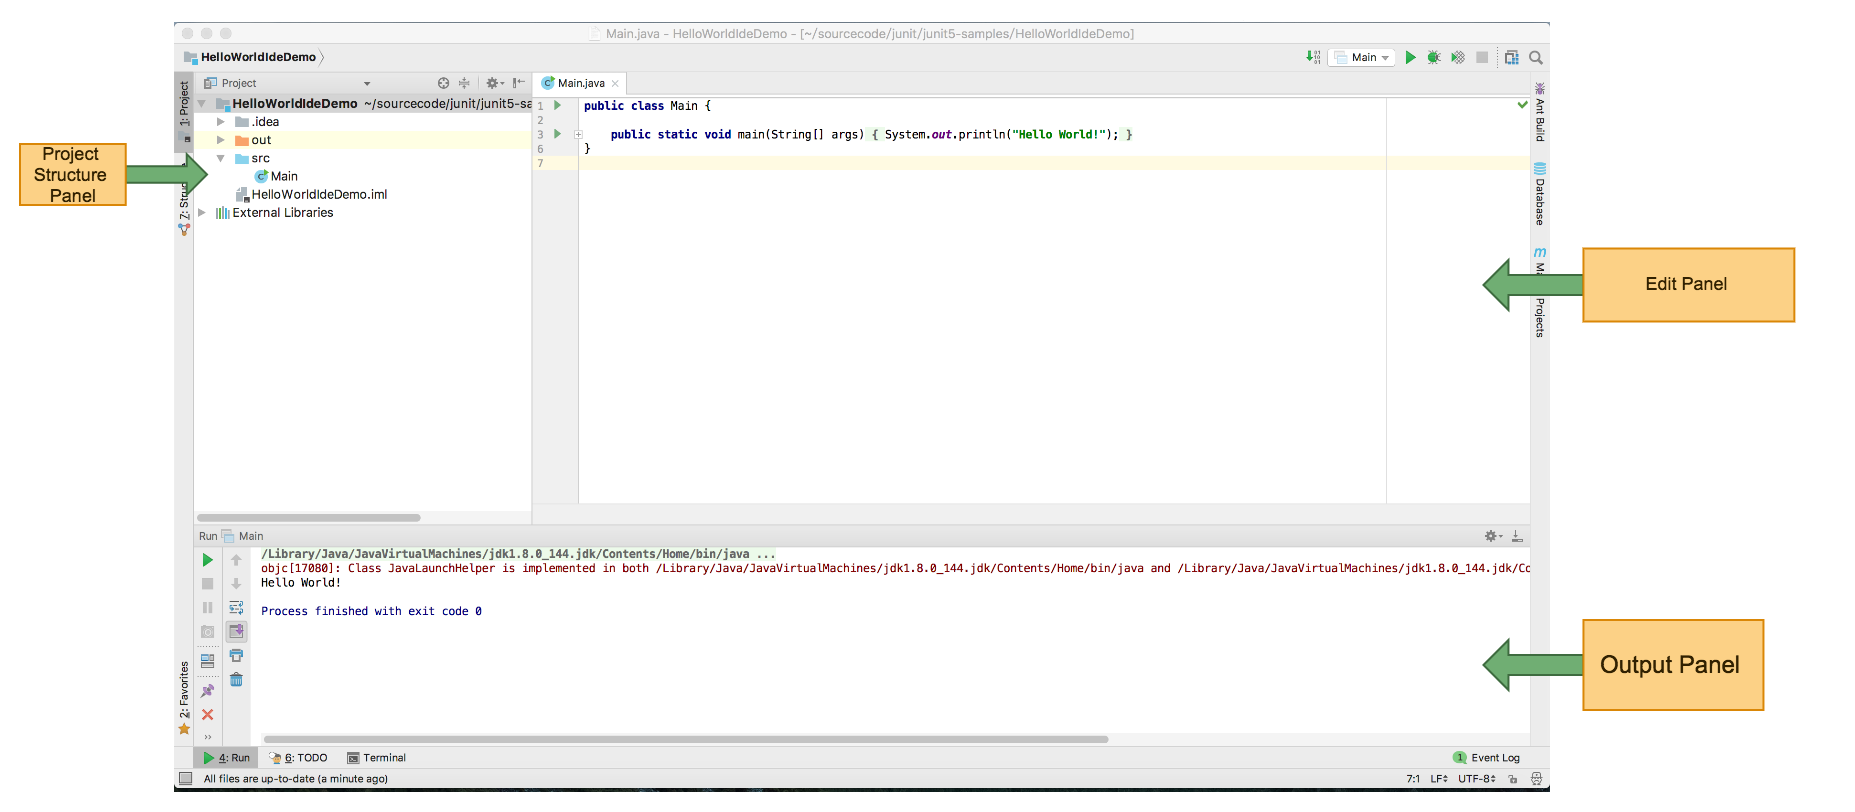 Main.java - HelloWorldIdeDemo - [~/sourcecode/junit/junit5-samples/HelloWorldIdeDemo]
HelloWorldIdeDemo
Main
1: Project
Project
Main.java
HelloWorldIdeDemo ~/sourcecode/junit/junit5-sa
.idea
out
src
Main
HelloWorldIdeDemo.iml
External Libraries
1 public class Main {
2
3 public static void main(String[] args) { System.out.println("Hello World!"); }
6 }
7
Project
Structure
Panel
Ant Build
Database
Projects
Edit Panel
Run Main
/Library/Java/JavaVirtualMachines/jdk1.8.0_144.jdk/Contents/Home/bin/java ...
objc[17080]: Class JavaLaunchHelper is implemented in both /Library/Java/JavaVirtualMachines/jdk1.8.0_144.jdk/Contents/Home/bin/java and /Library/Java/JavaVirtualMachines/jdk1.8.0_144.jdk/Co
Hello World!
Process finished with exit code 0
Output Panel
2: Favorites
4: Run
6: TODO
Terminal
1 Event Log
All files are up-to-date (a minute ago)
7:1 LF UTF-8